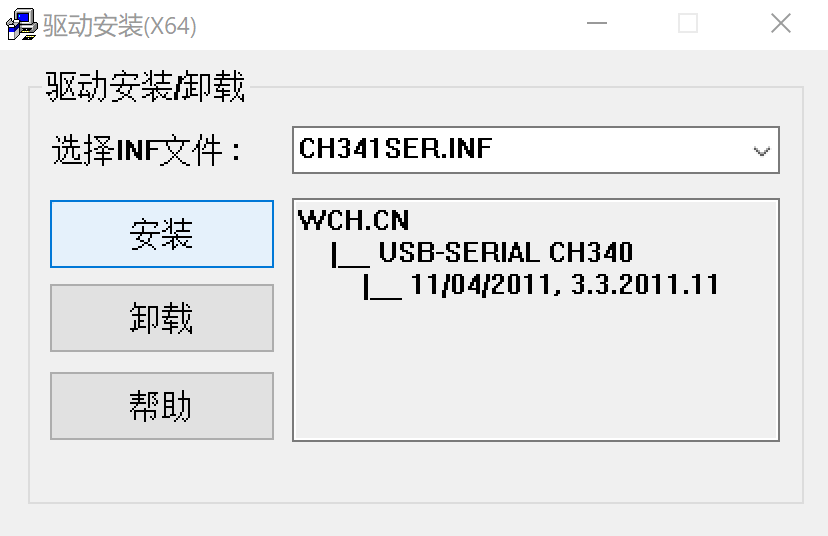 驱动安装(X64)
驱动安装/卸载
选择INF文件：
CH341SER.INF
安装
卸载
帮助
WCH.CN
|__ USB-SERIAL CH340
|__ 11/04/2011, 3.3.2011.11